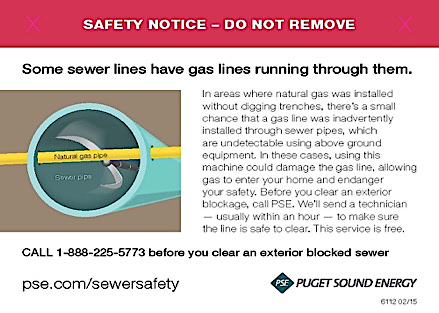 SAFETY NOTICE – DO NOT REMOVE
Some sewer lines have gas lines running through them.
Natural gas pipe
Sewer pipe
In areas where natural gas was installed
without digging trenches, there's a small
chance that a gas line was inadvertently
installed through sewer pipes, which
are undetectable using above ground
equipment. In these cases, using this
machine could damage the gas line, allowing
gas to enter your home and endanger
your safety. Before you clear an exterior
blockage, call PSE. We'll send a technician
— usually within an hour — to make sure
the line is safe to clear. This service is free.
CALL 1-888-225-5773 before you clear an exterior blocked sewer
pse.com/sewersafety
PSE PUGET SOUND ENERGY
6112 02/15